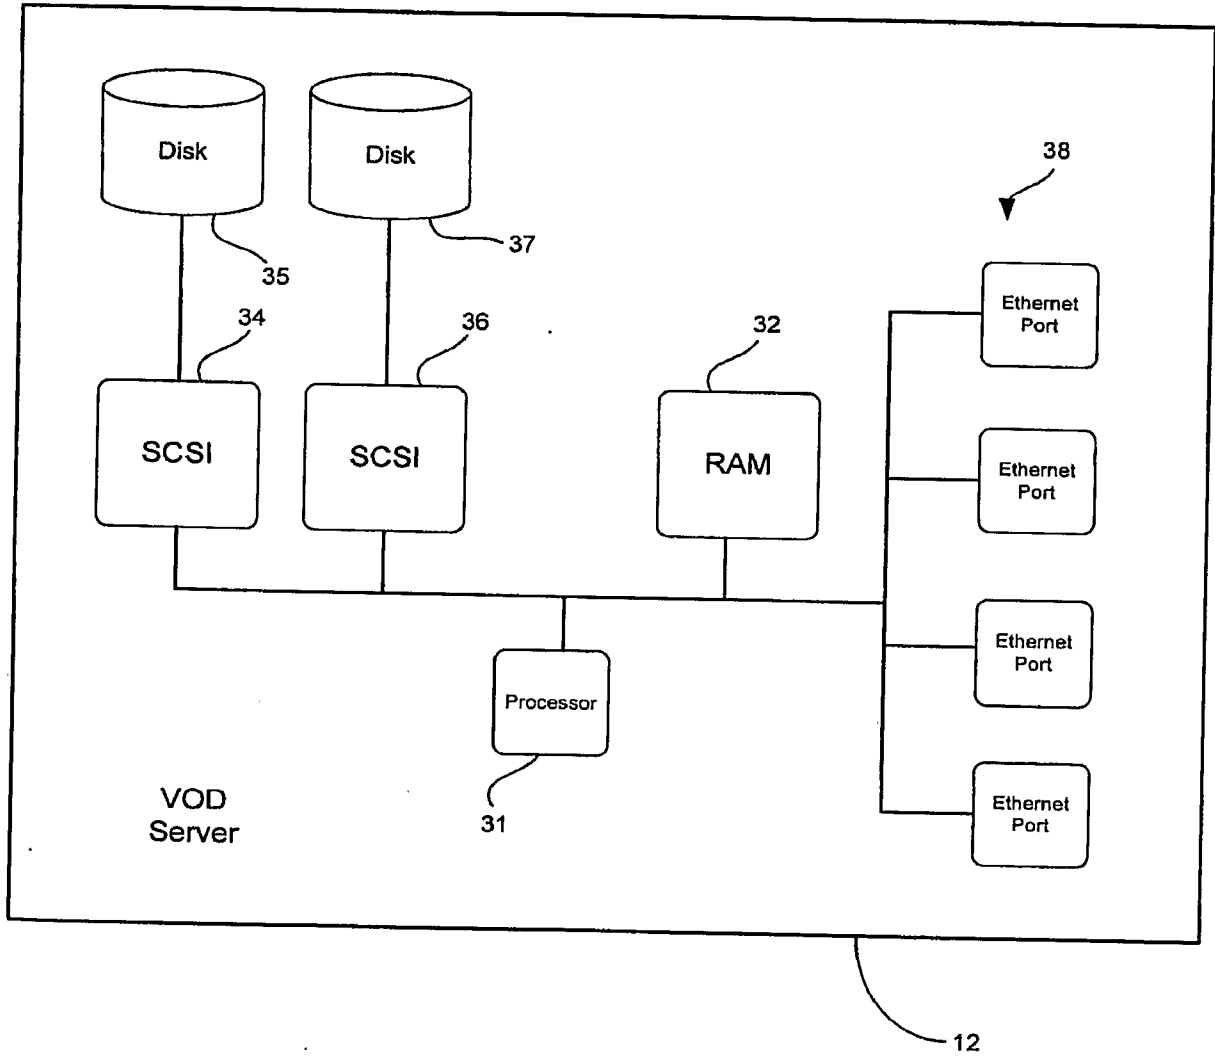 Disk
Disk
38
35
37
Ethernet
Port
34
36
32
SCSI
SCSI
RAM
Ethernet
Port
Ethernet
Port
Processor
VOD
Server
31
Ethernet
Port
12